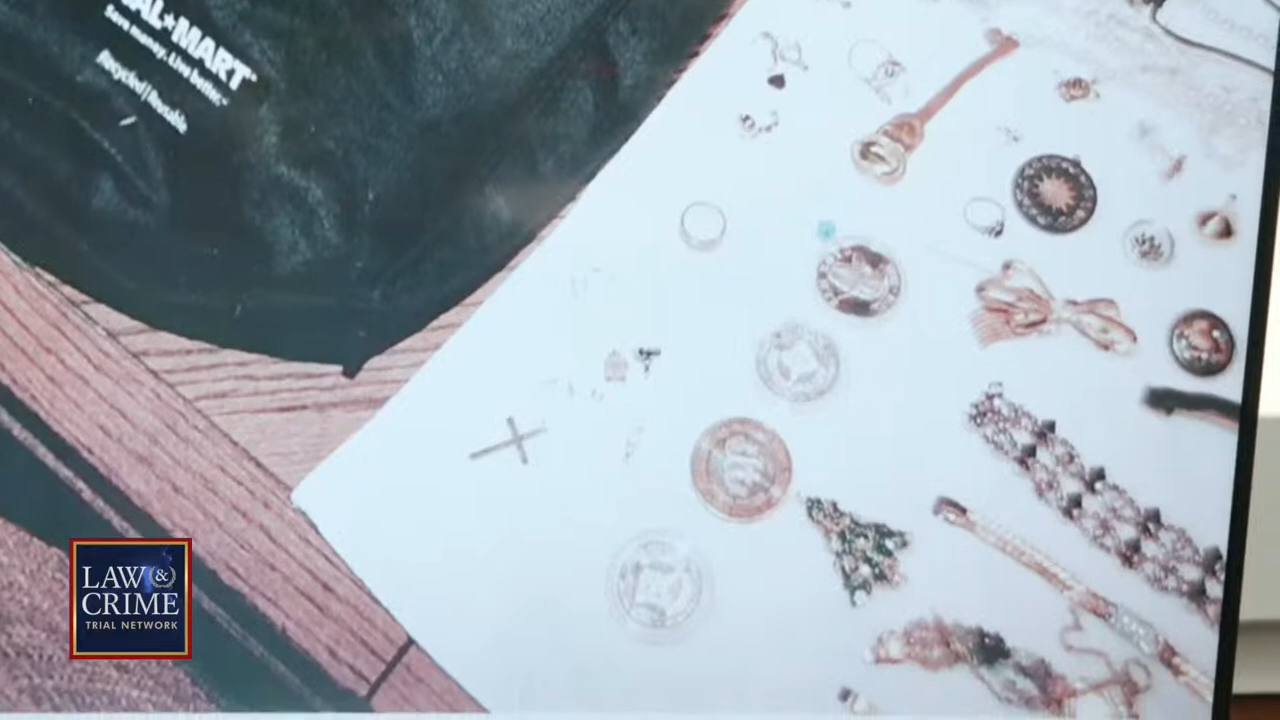 AL★MART
Save money. Live better.
Recycled | Reusable
LAW &
CRIME
TRIAL NETWORK